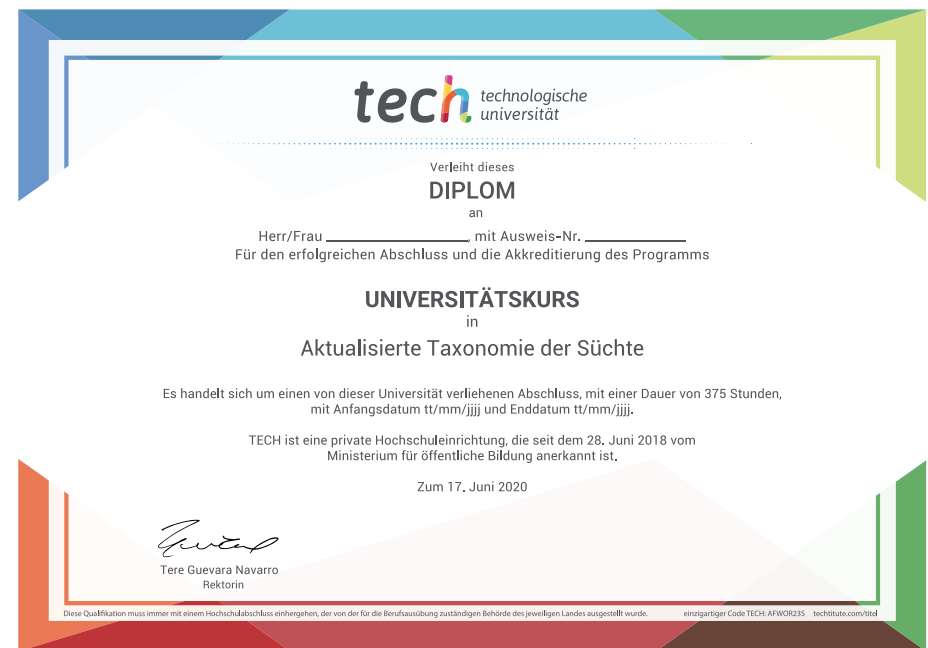 tech technologische
universität
Verleiht dieses
DIPLOM
an
Herr/Frau ____________________, mit Ausweis-Nr. ______________
Für den erfolgreichen Abschluss und die Akkreditierung des Programms
UNIVERSITÄTSKURS
in
Aktualisierte Taxonomie der Süchte
Es handelt sich um einen von dieser Universität verliehenen Abschluss, mit einer Dauer von 375 Stunden,
mit Anfangsdatum tt/mm/jjjj und Enddatum tt/mm/jjjj.
TECH ist eine private Hochschuleinrichtung, die seit dem 28. Juni 2018 vom
Ministerium für öffentliche Bildung anerkannt ist.
Zum 17. Juni 2020
Tere Guevara Navarro
Rektorin
Diese Qualifikation muss immer mit einem Hochschulabschluss einhergehen, der von der für die Berufsausübung zuständigen Behörde des jeweiligen Landes ausgestellt wurde. einzigartiger Code TECH: AFWOR23S techtitute.com/titel